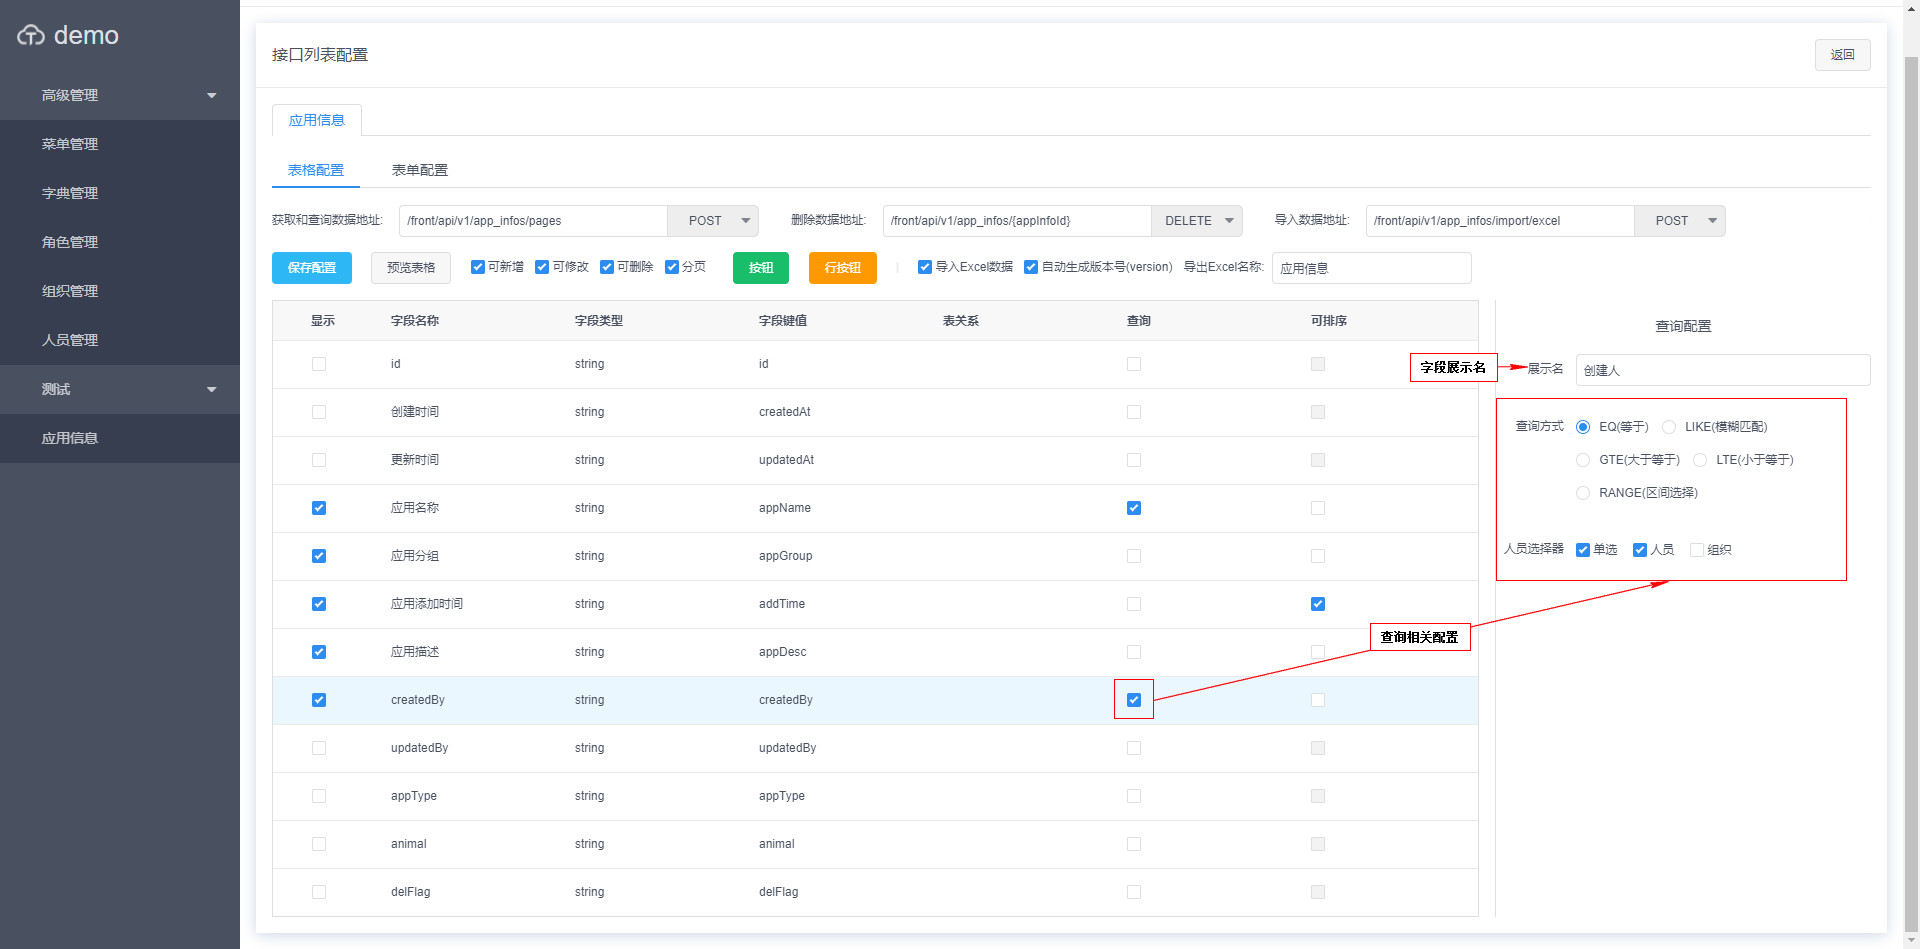 demo
高级管理
菜单管理
字典管理
角色管理
组织管理
人员管理
测试
应用信息
接口列表配置
返回
应用信息
表格配置 表单配置
获取和查询数据地址: /front/api/v1/app_infos/pages POST 删除数据地址: /front/api/v1/app_infos/{appInfoId} DELETE 导入数据地址: /front/api/v1/app_infos/import/excel POST
保存配置 预览表格 可新增 可修改 可删除 分页 按钮 行按钮 导入Excel数据 自动生成版本号(version) 导出Excel名称: 应用信息
显示 字段名称 字段类型 字段键值 表关系 查询 可排序
id string id
创建时间 string createdAt
更新时间 string updatedAt
应用名称 string appName
应用分组 string appGroup
应用添加时间 string addTime
应用描述 string appDesc
createdBy string createdBy
updatedBy string updatedBy
appType string appType
animal string animal
delFlag string delFlag
查询配置
字段展示名 展示名 创建人
查询方式 EQ(等于) LIKE(模糊匹配)
GTE(大于等于) LTE(小于等于)
RANGE(区间选择)
人员选择器 单选 人员 组织
查询相关配置